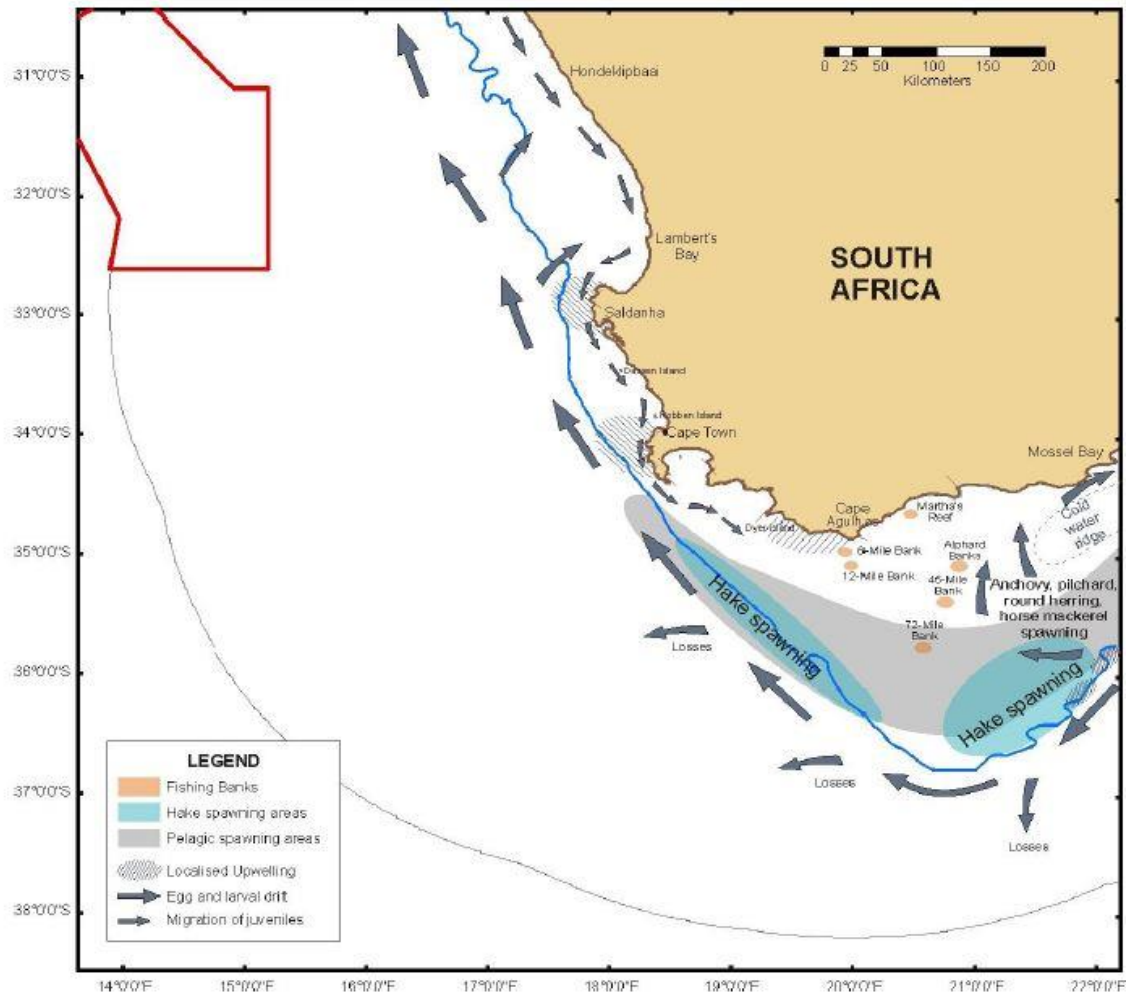 31°0'0"S
32°0'0"S
33°0'0"S
34°0'0"S
35°0'0"S
36°0'0"S
37°0'0"S
38°0'0"S
0 25 50 100 150 200
Kilometers
Hondeklipbaai
Lambert's
Bay
SOUTH
AFRICA
Saldanha
Dassen Island
Robben Island
Cape Town
Mossel Bay
Cape
Agulhas
Martha's
Reef
Cold
water
ridge
Dyer Island
6-Mile Bank
12-Mile Bank
Alphard
Banks
45-Mile
Bank
72-Mile
Bank
Anchovy, pilchard,
round herring,
horse mackerel
spawning
Hake spawning
Hake spawning
Losses
Losses
Losses
LEGEND
Fishing Banks
Hake spawning areas
Pelagic spawning areas
Localised Upwelling
Egg and larval drift
Migration of juveniles
14°0'0"E
15°0'0"E
16°0'0"E
17°0'0"E
18°0'0"E
19°0'0"E
20°0'0"E
21°0'0"E
22°0'0"E